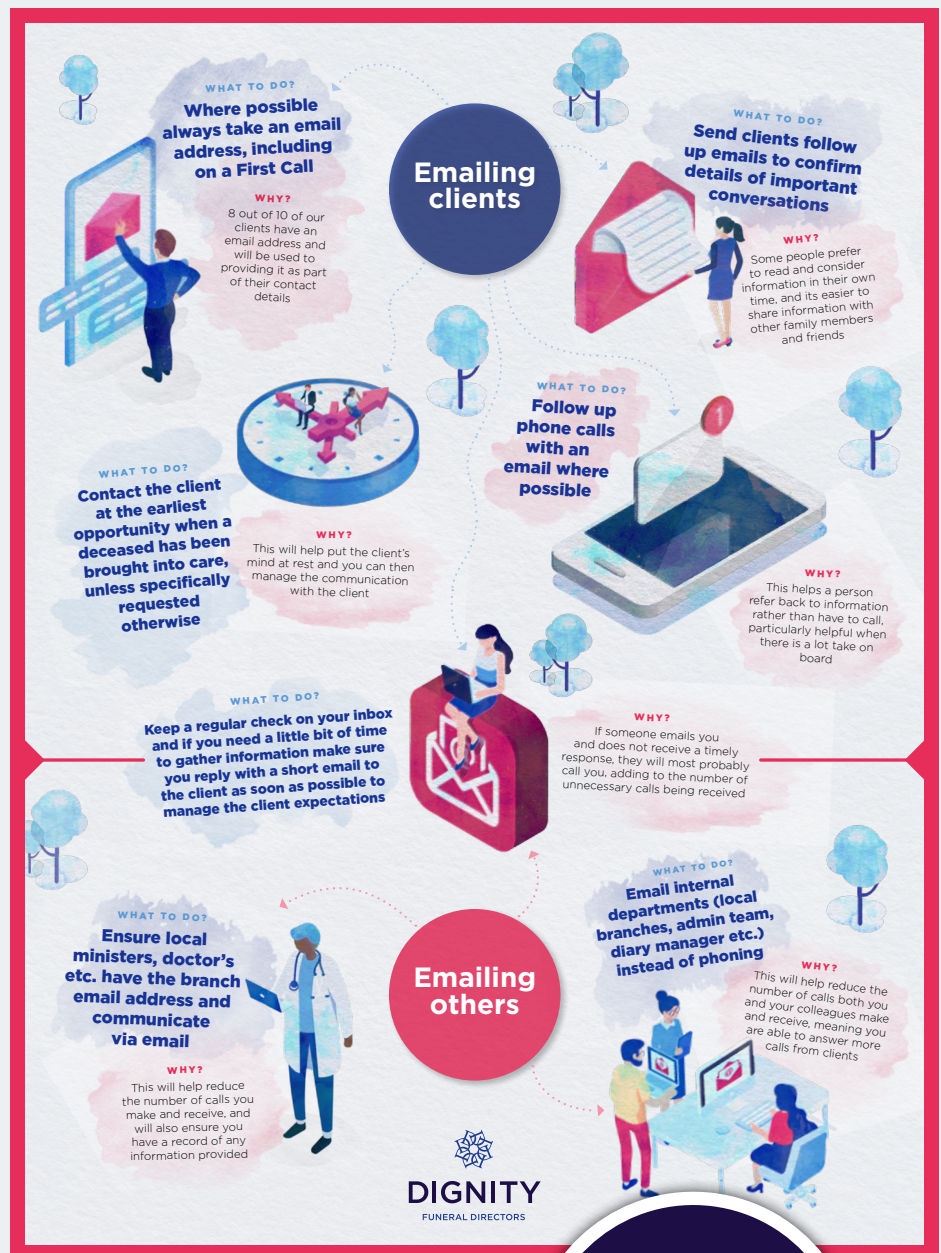 Emailing
clients
WHAT TO DO?
Where possible
always take an email
address, including
on a First Call
WHY?
8 out of 10 of our
clients have an
email address and
will be used to
providing it as part
of their contact
details
WHAT TO DO?
Send clients follow
up emails to confirm
details of important
conversations
WHY?
Some people prefer
to read and consider
information in their own
time, and its easier to
share information with
other family members
and friends
WHAT TO DO?
Contact the client
at the earliest
opportunity when a
deceased has been
brought into care,
unless specifically
requested
otherwise
WHY?
This will help put the client's
mind at rest and you can then
manage the communication
with the client
WHAT TO DO?
Follow up
phone calls
with an
email where
possible
1
WHY?
This helps a person
refer back to information
rather than have to call,
particularly helpful when
there is a lot take on
board
WHAT TO DO?
Keep a regular check on your inbox
and if you need a little bit of time
to gather information make sure
you reply with a short email to
the client as soon as possible to
manage the client expectations
@
WHY?
If someone emails you
and does not receive a timely
response, they will most probably
call you, adding to the number of
unnecessary calls being received
Emailing
others
WHAT TO DO?
Ensure local
ministers, doctor's
etc. have the branch
email address and
communicate
via email
WHY?
This will help reduce
the number of calls you
make and receive, and
will also ensure you
have a record of any
information provided
WHAT TO DO?
Email internal
departments (local
branches, admin team,
diary manager etc.)
instead of phoning
WHY?
This will help reduce the
number of calls both you
and your colleagues make
and receive, meaning you
are able to answer more
calls from clients
DIGNITY
FUNERAL DIRECTORS